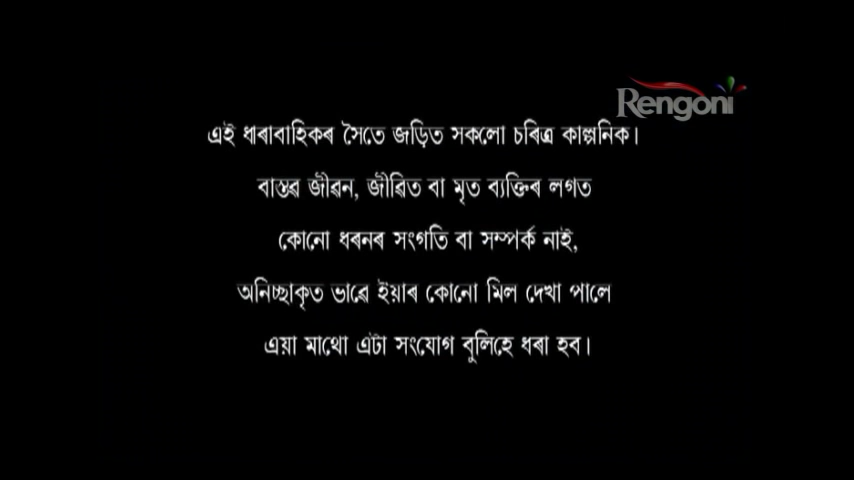 Rengoni
এই ধাৰাবাহিকৰ সৈতে জড়িত সকলো চৰিত্ৰ কাল্পনিক।
বাস্তৱ জীৱন, জীৱিত বা মৃত ব্যক্তিৰ লগত
কোনো ধৰনৰ সংগতি বা সম্পৰ্ক নাই,
অনিচ্ছাকৃত ভাৱে ইয়াৰ কোনো মিল দেখা পালে
এয়া মাথো এটা সংযোগ বুলিহে ধৰা হব।